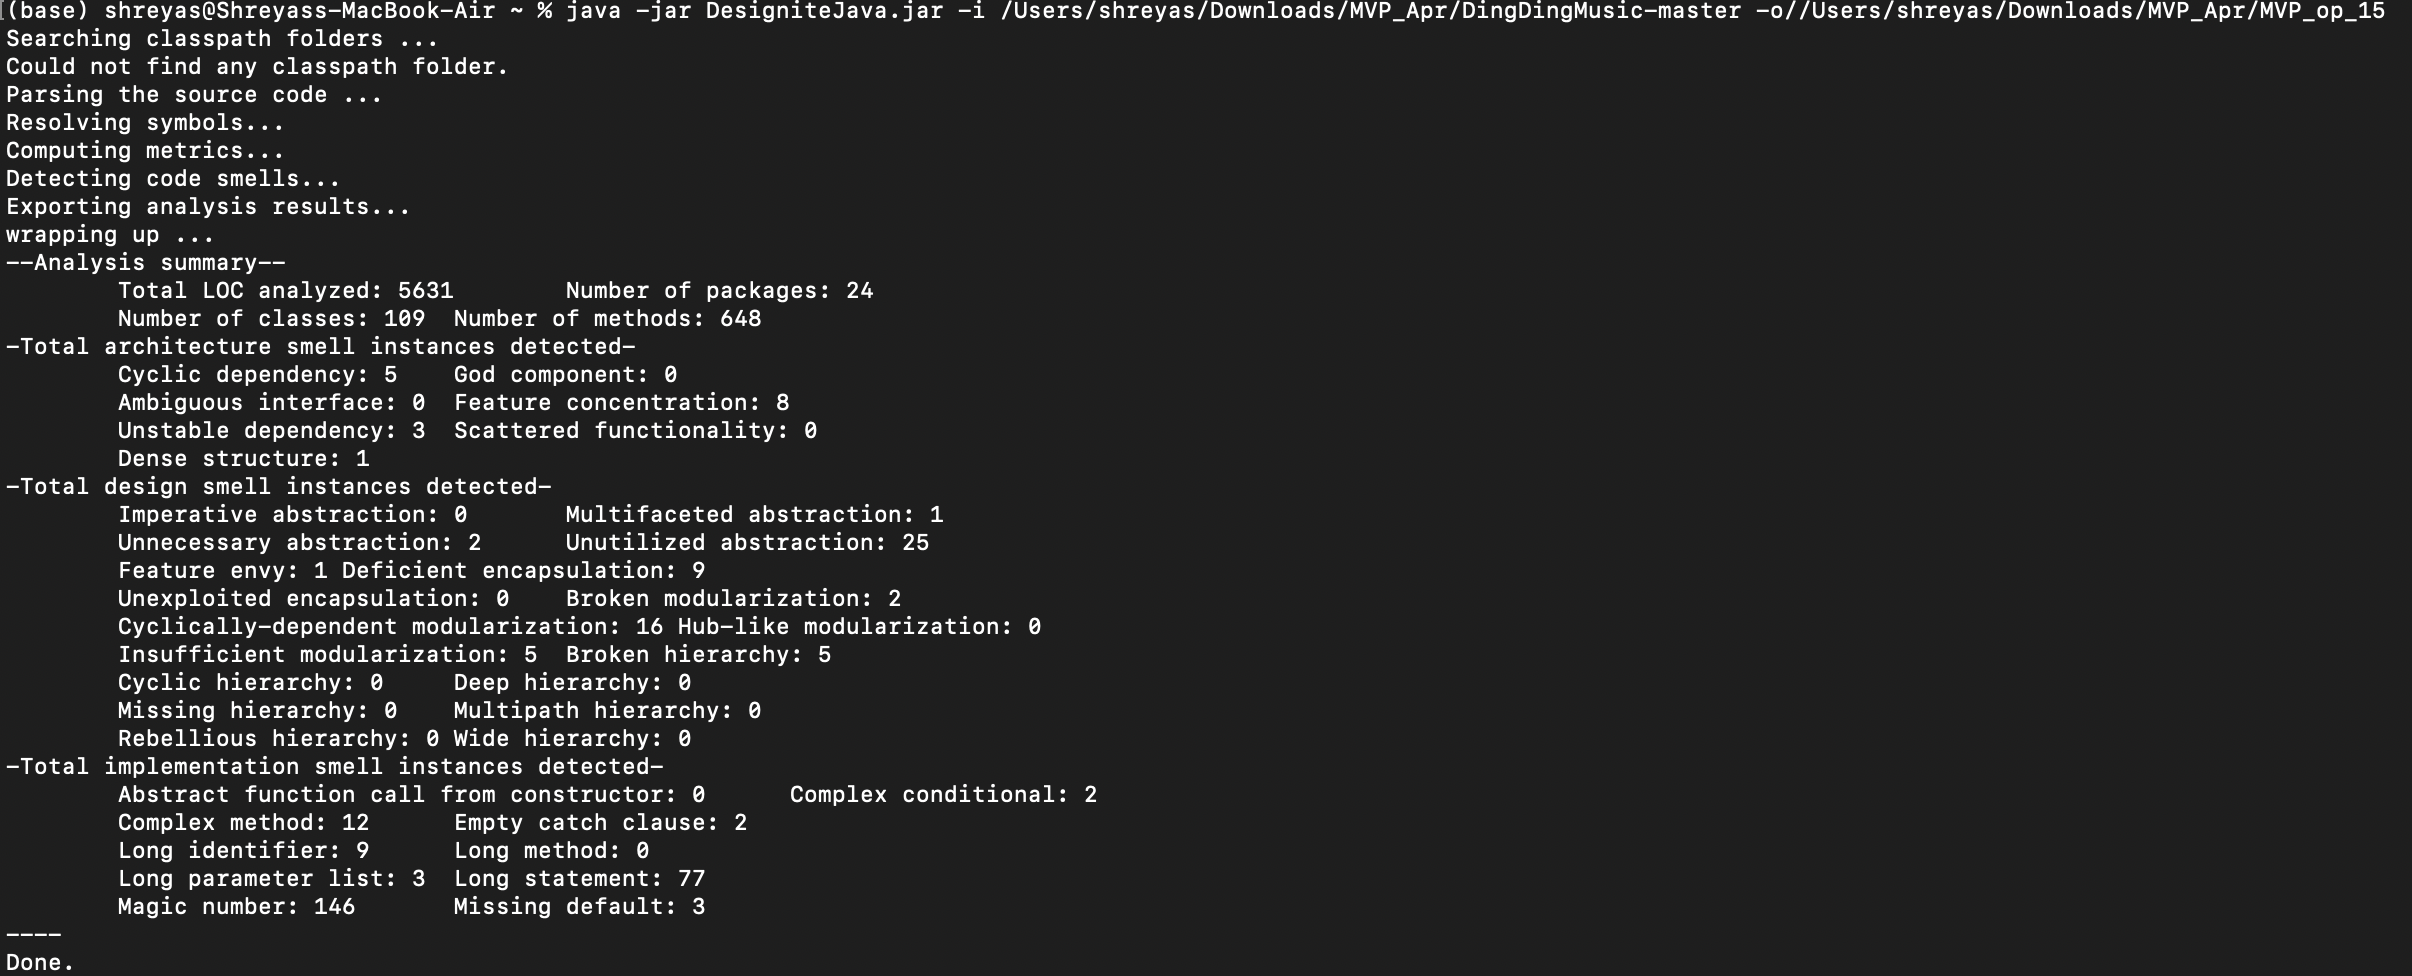 (base) shreyas@Shreyass-MacBook-Air ~ % java -jar DesigniteJava.jar -i /Users/shreyas/Downloads/MVP_Apr/DingDingMusic-master -o//Users/shreyas/Downloads/MVP_Apr/MVP_op_15
Searching classpath folders ...
Could not find any classpath folder.
Parsing the source code ...
Resolving symbols...
Computing metrics...
Detecting code smells...
Exporting analysis results...
wrapping up ...
--Analysis summary--
Total LOC analyzed: 5631 Number of packages: 24
Number of classes: 109 Number of methods: 648
-Total architecture smell instances detected-
Cyclic dependency: 5 God component: 0
Ambiguous interface: 0 Feature concentration: 8
Unstable dependency: 3 Scattered functionality: 0
Dense structure: 1
-Total design smell instances detected-
Imperative abstraction: 0 Multifaceted abstraction: 1
Unnecessary abstraction: 2 Unutilized abstraction: 25
Feature envy: 1 Deficient encapsulation: 9
Unexploited encapsulation: 0 Broken modularization: 2
Cyclically-dependent modularization: 16 Hub-like modularization: 0
Insufficient modularization: 5 Broken hierarchy: 5
Cyclic hierarchy: 0 Deep hierarchy: 0
Missing hierarchy: 0 Multipath hierarchy: 0
Rebellious hierarchy: 0 Wide hierarchy: 0
-Total implementation smell instances detected-
Abstract function call from constructor: 0 Complex conditional: 2
Complex method: 12 Empty catch clause: 2
Long identifier: 9 Long method: 0
Long parameter list: 3 Long statement: 77
Magic number: 146 Missing default: 3
----
Done.